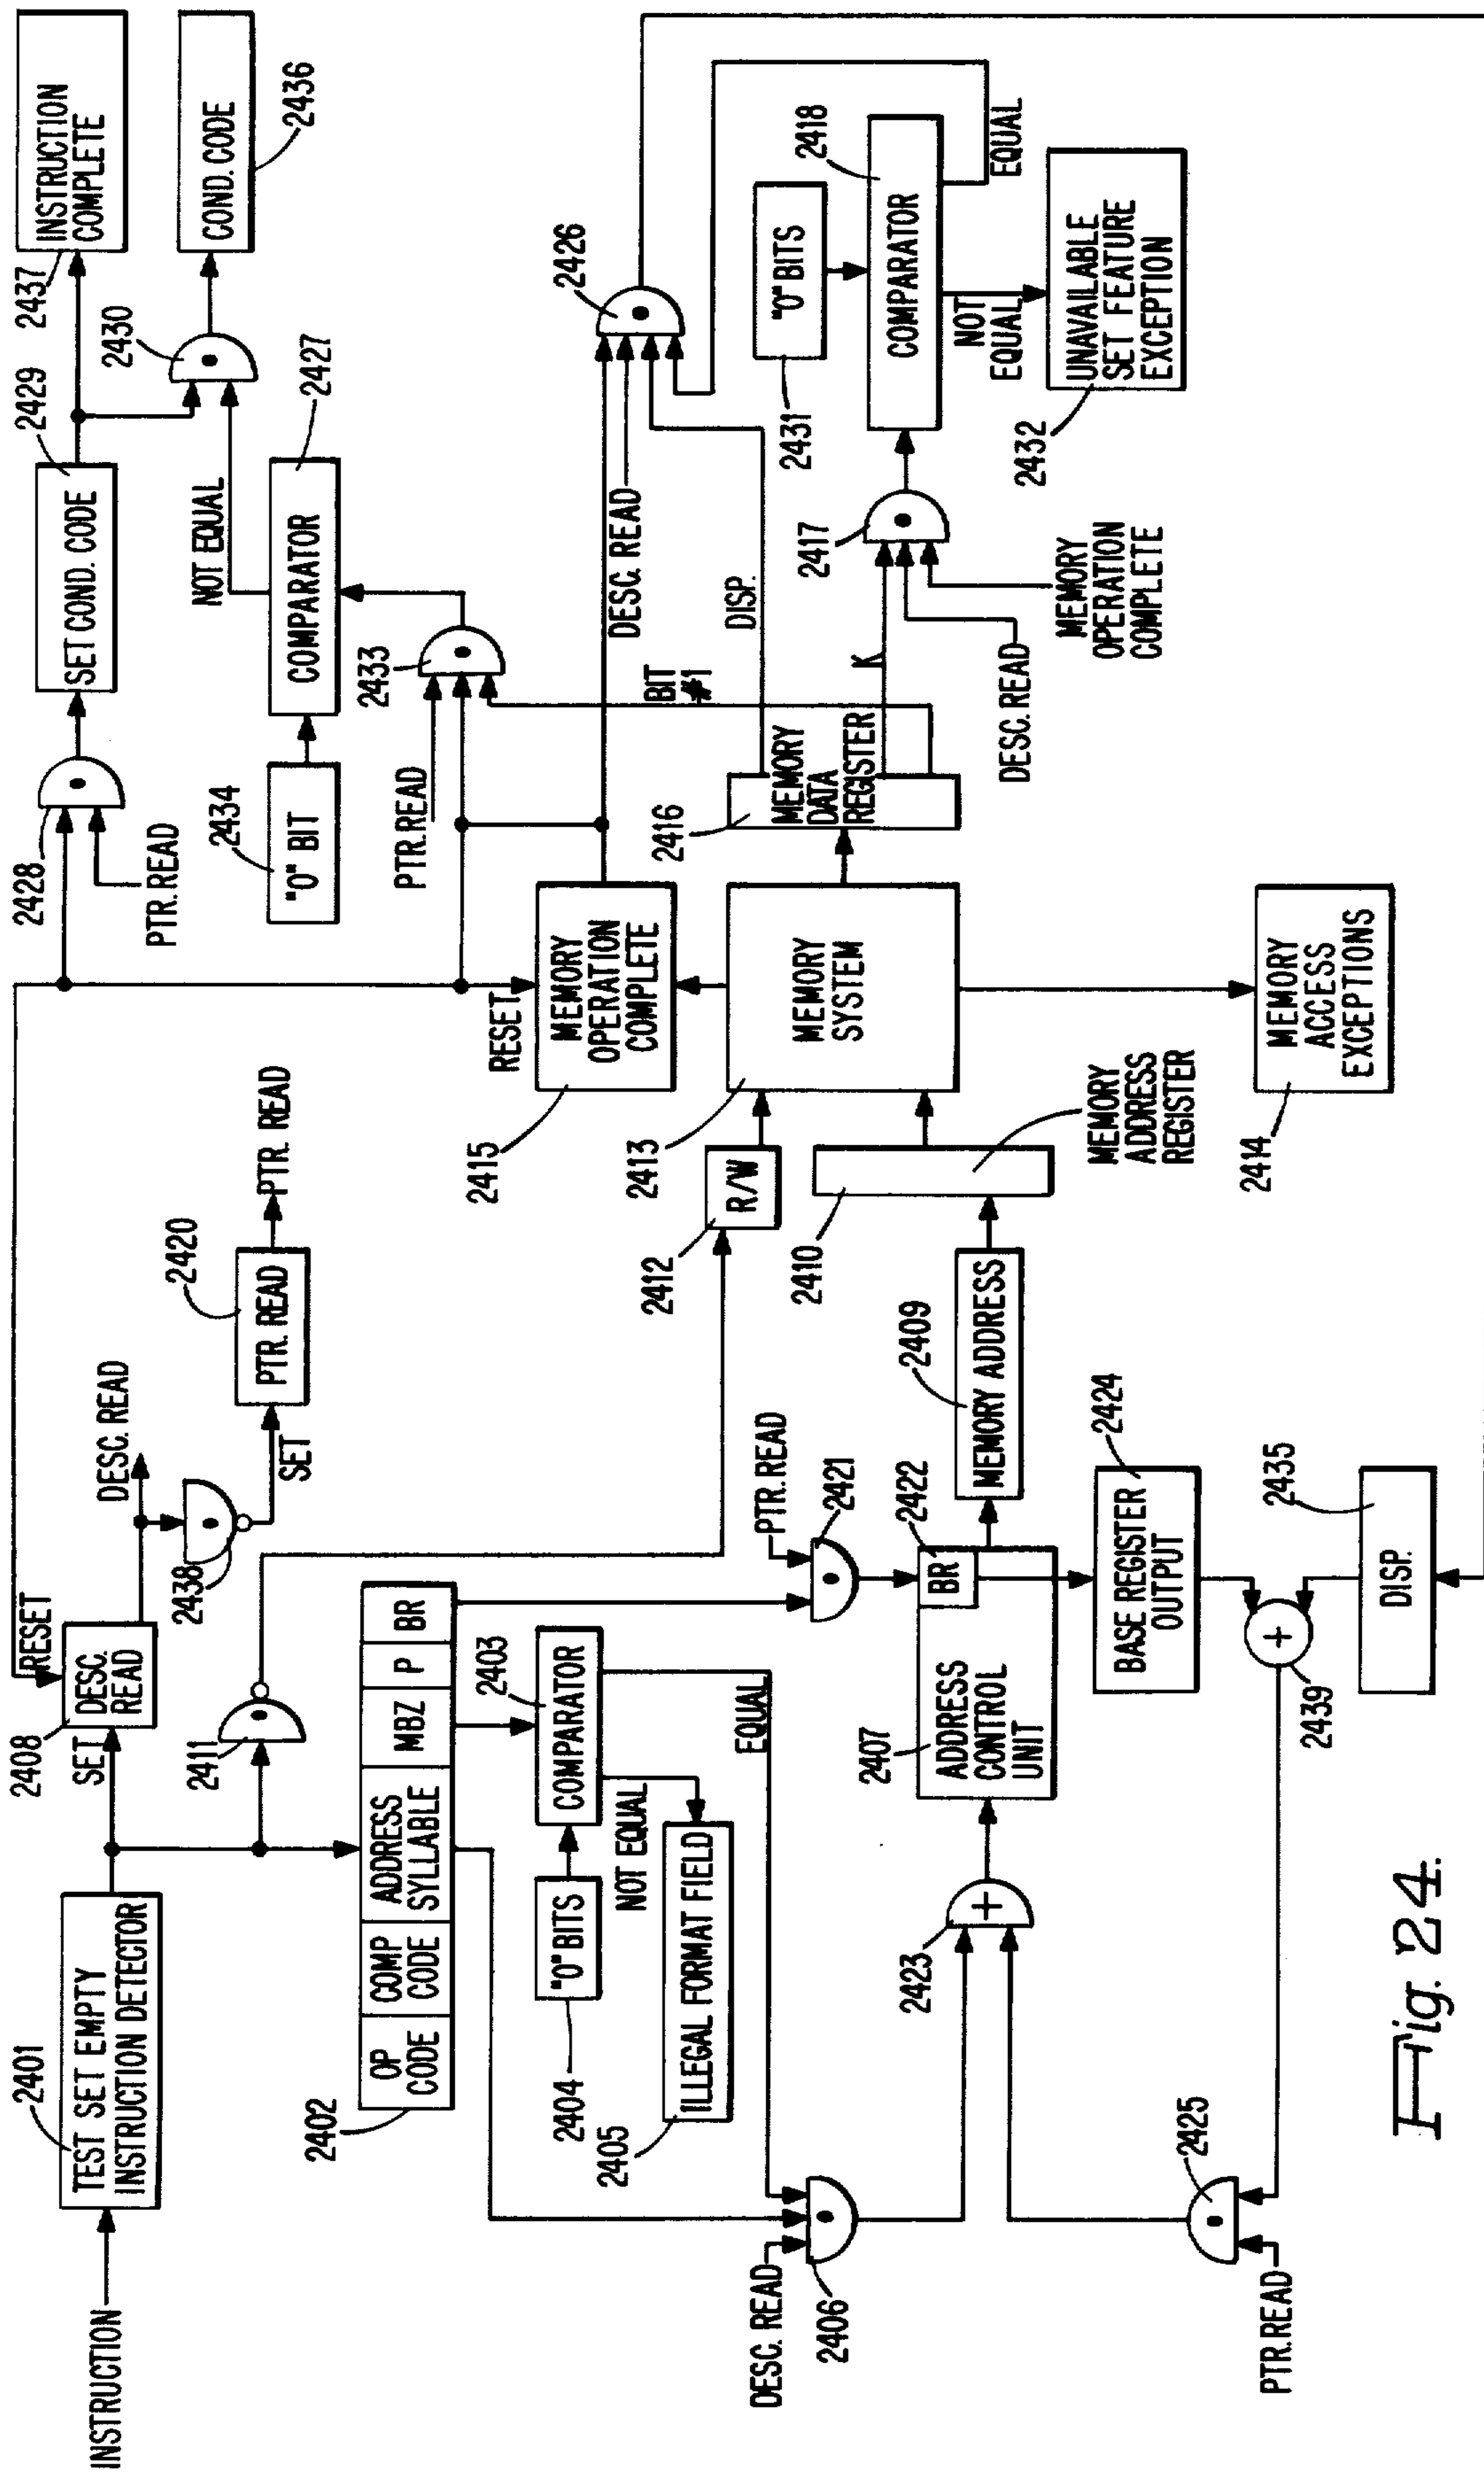 INSTRUCTION
2401
TEST SET EMPTY
INSTRUCTION DETECTOR
2408
SET
RESET
DESC.
READ
DESC. READ
2438
SET
2420
PTR. READ
PTR. READ
2411
2402
OP
CODE
COMP
CODE
ADDRESS
SYLLABLE
MBZ
P
BR
2404
"0" BITS
COMPARATOR
2403
NOT EQUAL
EQUAL
2405
ILLEGAL FORMAT FIELD
DESC. READ
2406
PTR. READ
2421
2407
ADDRESS
CONTROL
UNIT
BR
2422
2423
MEMORY ADDRESS
2409
BASE REGISTER
OUTPUT
2424
2425
PTR. READ
2439
DISP.
2435
2428
PTR. READ
SET COND. CODE
2429
2437
INSTRUCTION
COMPLETE
2430
COND. CODE
2436
NOT EQUAL
2434
"0" BIT
COMPARATOR
2427
2433
PTR. READ
RESET
MEMORY
OPERATION
COMPLETE
2415
2412
R/W
2413
MEMORY
SYSTEM
2410
MEMORY
ADDRESS
REGISTER
2414
MEMORY
ACCESS
EXCEPTIONS
2416
MEMORY
DATA
REGISTER
BIT
#1
DISP.
K
DESC. READ
2426
2417
DESC. READ
MEMORY
OPERATION
COMPLETE
2431
"0" BITS
COMPARATOR
2418
EQUAL
NOT
EQUAL
2432
UNAVAILABLE
SET FEATURE
EXCEPTION
Fig. 24.